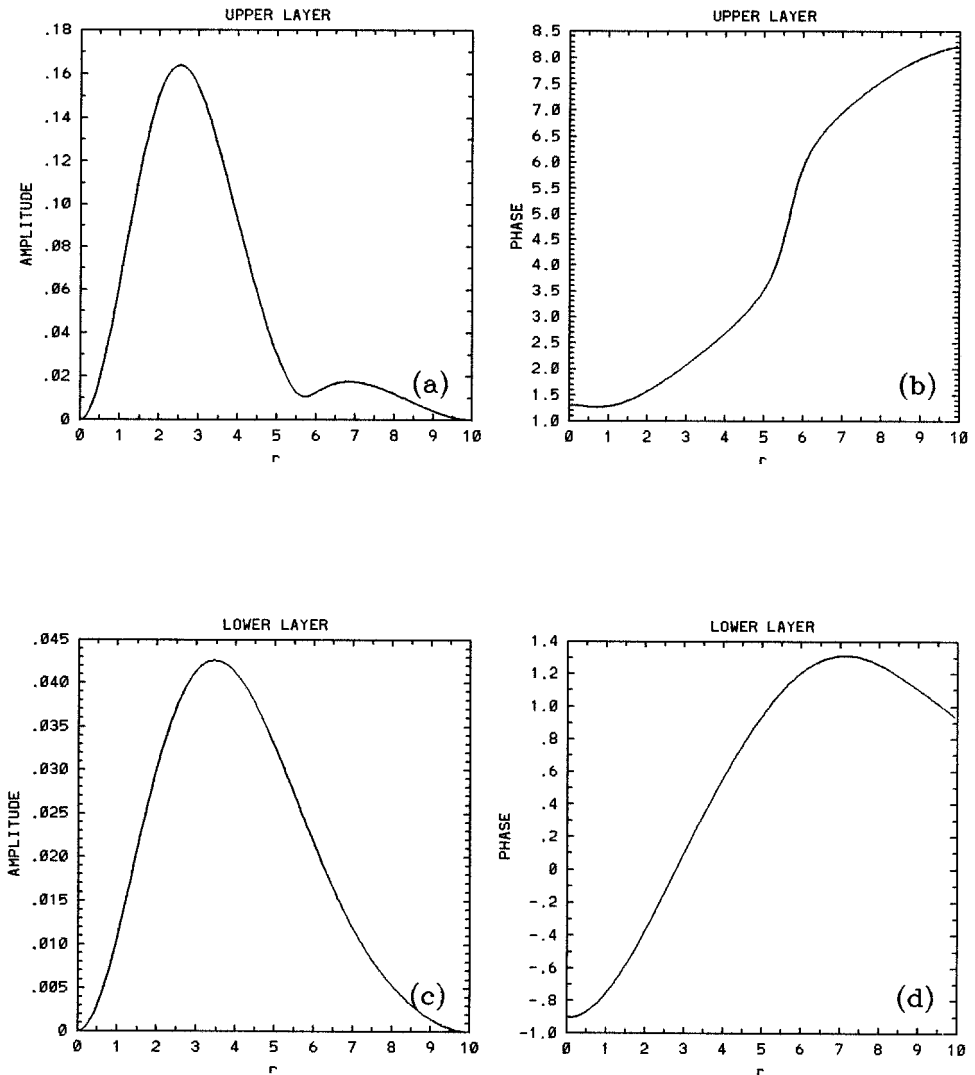 UPPER LAYER
.18
.16
.14
.12
.10
.08
.06
.04
.02
0
AMPLITUDE
0 1 2 3 4 5 6 7 8 9 10
r
(a)
UPPER LAYER
8.5
8.0
7.5
7.0
6.5
6.0
5.5
5.0
4.5
4.0
3.5
3.0
2.5
2.0
1.5
1.0
PHASE
0 1 2 3 4 5 6 7 8 9 10
r
(b)
LOWER LAYER
.045
.040
.035
.030
.025
.020
.015
.010
.005
0
AMPLITUDE
0 1 2 3 4 5 6 7 8 9 10
r
(c)
LOWER LAYER
1.4
1.2
1.0
.8
.6
.4
.2
0
-.2
-.4
-.6
-.8
-1.0
PHASE
0 1 2 3 4 5 6 7 8 9 10
r
(d)